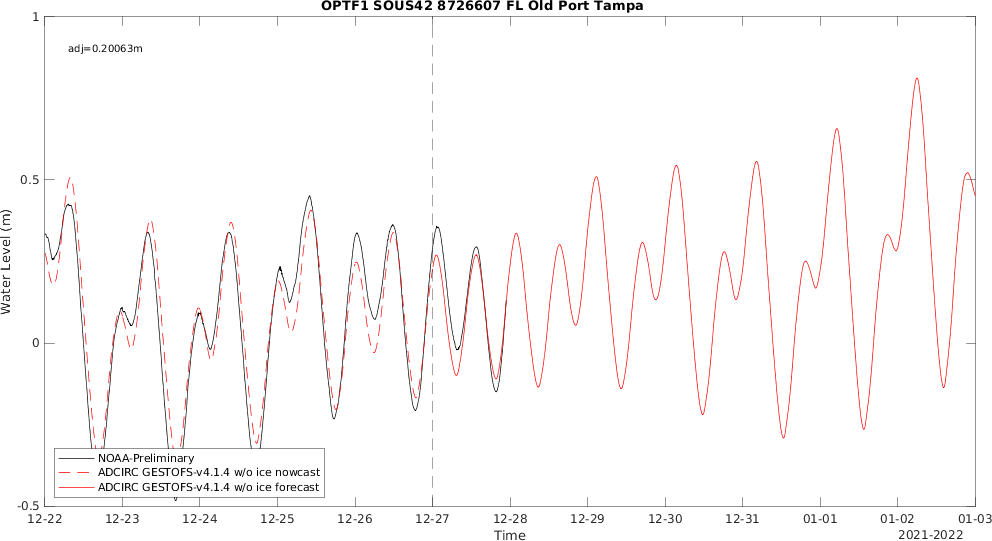 OPTF1 SOUS42 8726607 FL Old Port Tampa
adj=0.20063m
1
0.5
0
-0.5
Water Level (m)
NOAA-Preliminary
ADCIRC GESTOFS-v4.1.4 w/o ice nowcast
ADCIRC GESTOFS-v4.1.4 w/o ice forecast
12-22 12-23 12-24 12-25 12-26 12-27 12-28 12-29 12-30 12-31 01-01 01-02 01-03
Time
2021-2022